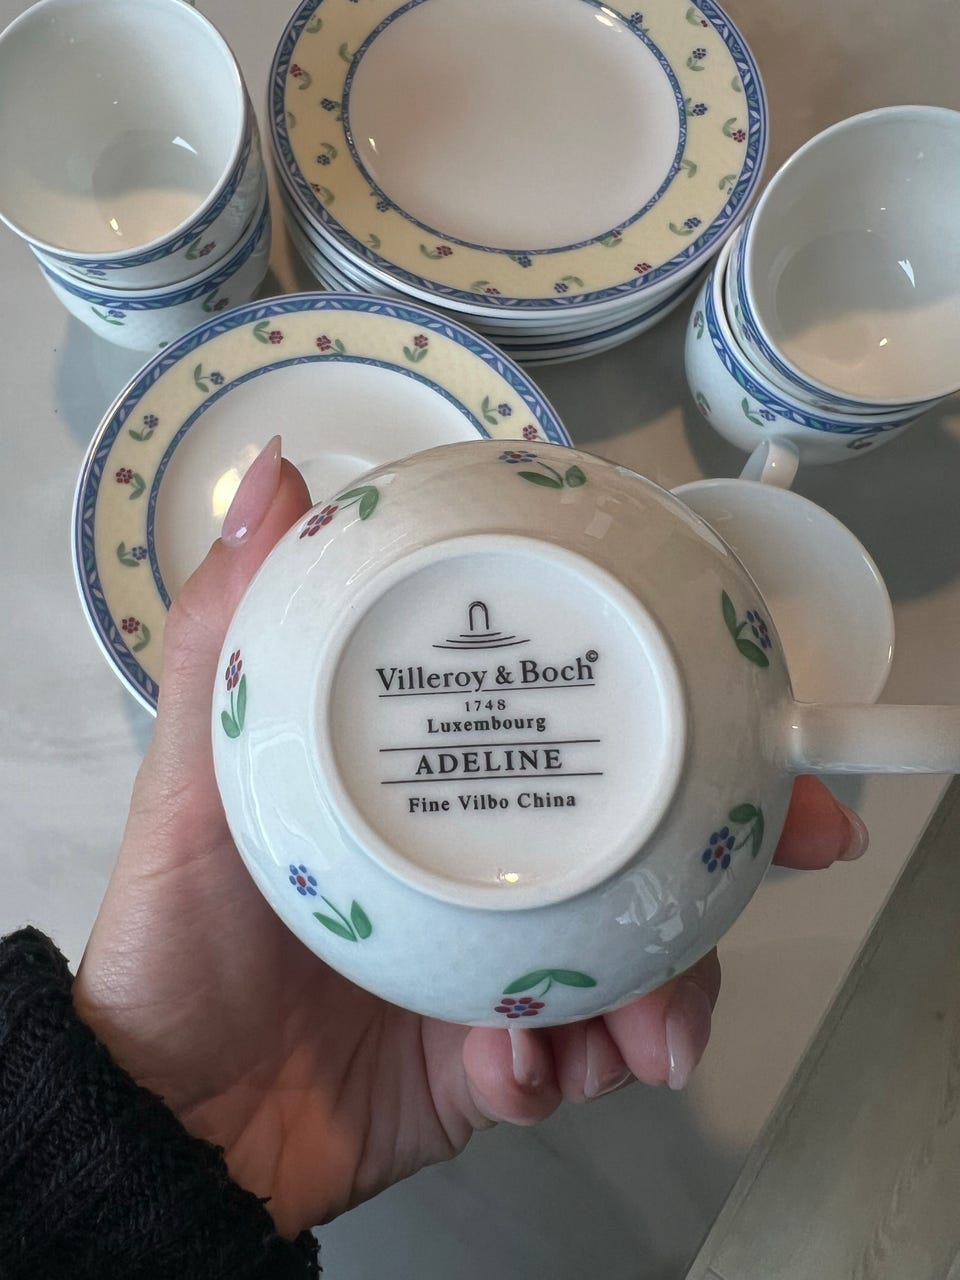 Villeroy & Boch©
1748
Luxembourg
ADELINE
Fine Vilbo China